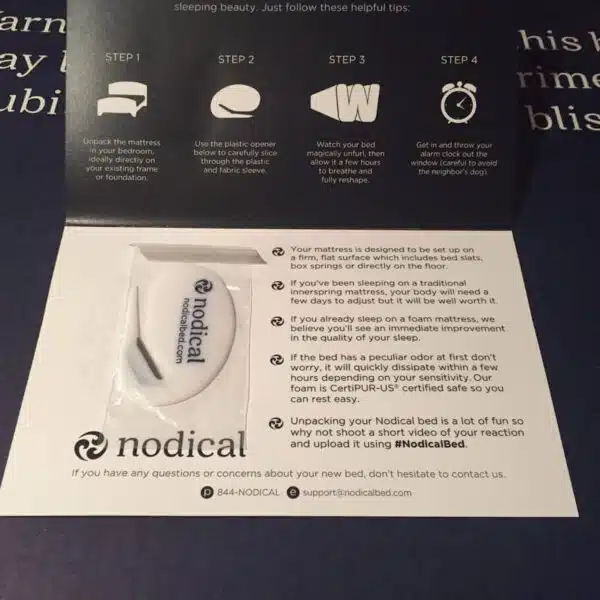 sleeping beauty. Just follow these helpful tips:
STEP 1
Unpack the mattress
in your bedroom,
ideally directly on
your existing frame
or foundation.
STEP 2
Use the plastic opener
below to carefully slice
through the plastic
and fabric sleeve.
STEP 3
Watch your bed
magically unfurl, then
allow it a few hours
to breathe and
fully reshape.
STEP 4
Get in and throw your
alarm clock out the
window (careful to avoid
the neighbor's dog).
nodical
nodicalbed.com
Your mattress is designed to be set up on
a firm, flat surface which includes bed slats,
box springs or directly on the floor.
If you've been sleeping on a traditional
innerspring mattress, your body will need a
few days to adjust but it will be well worth it.
If you already sleep on a foam mattress, we
believe you'll see an immediate improvement
in the quality of your sleep.
If the bed has a peculiar odor at first don't
worry, it will quickly dissipate within a few
hours depending on your sensitivity. Our
foam is CertiPUR-US® certified safe so you
can rest easy.
Unpacking your Nodical bed is a lot of fun so
why not shoot a short video of your reaction
and upload it using #NodicalBed.
nodical
If you have any questions or concerns about your new bed, don't hesitate to contact us.
p 844-NODICAL e support@nodicalbed.com